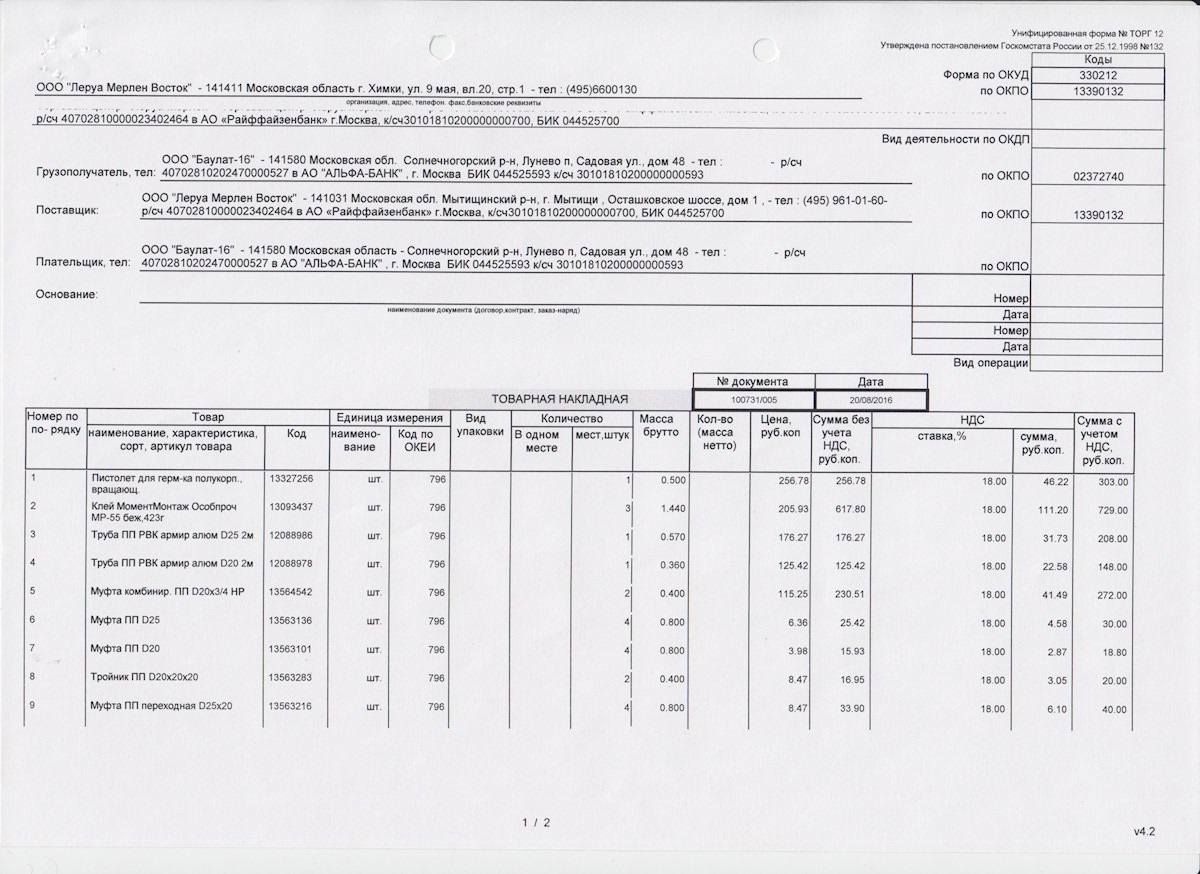 Унифицированная форма № ТОРГ 12
Утверждена постановлением Госкомстата России от 25.12.1998 №132
Коды
Форма по ОКУД 330212
ООО "Леруа Мерлен Восток" - 141411 Московская область г. Химки, ул. 9 мая, вл.20, стр.1 - тел : (495)6600130
по ОКПО 13390132
организация, адрес, телефон. факс,банковские реквизиты
р/сч 40702810000023402464 в АО «Райффайзенбанк» г.Москва, к/сч30101810200000000700, БИК 044525700
Вид деятельности по ОКДП
ООО "Баулат-16" - 141580 Московская обл. Солнечногорский р-н, Лунево п, Садовая ул., дом 48 - тел : - р/сч
Грузополучатель, тел: 40702810202470000527 в АО "АЛЬФА-БАНК" , г. Москва БИК 044525593 к/сч 30101810200000000593
по ОКПО 02372740
ООО "Леруа Мерлен Восток" - 141031 Московская обл. Мытищинский р-н, г. Мытищи , Осташковское шоссе, дом 1 , - тел : (495) 961-01-60-
Поставщик: р/сч 40702810000023402464 в АО «Райффайзенбанк» г.Москва, к/сч30101810200000000700, БИК 044525700
по ОКПО 13390132
ООО "Баулат-16" - 141580 Московская область - Солнечногорский р-н, Лунево п, Садовая ул., дом 48 - тел : - р/сч
Плательщик, тел: 40702810202470000527 в АО "АЛЬФА-БАНК" , г. Москва БИК 044525593 к/сч 30101810200000000593
по ОКПО
Основание:
Номер
наименование документа (договор,контракт, заказ-наряд)
Дата
Номер
Дата
Вид операции
№ документа Дата
ТОВАРНАЯ НАКЛАДНАЯ 100731/005 20/08/2016
Номер по по- рядку
Товар
наименование, характеристика, сорт, артикул товара
Код
Единица измерения
наимено-вание
Код по ОКЕИ
Вид упаковки
Количество
В одном месте
мест,штук
Масса брутто
Кол-во (масса нетто)
Цена, руб.коп
Сумма без учета НДС, руб.коп.
НДС
ставка,%
сумма, руб.коп.
Сумма с учетом НДС, руб.коп.
1 Пистолет для герм-ка полукорп., 13327256 шт. 796 1 0.500 256.78 256.78 18.00 46.22 303.00
вращающ.
2 Клей МоментМонтаж Особпроч 13093437 шт. 796 3 1.440 205.93 617.80 18.00 111.20 729.00
МР-55 беж,423г
3 Труба ПП РВК армир алюм D25 2м 12088986 шт. 796 1 0.570 176.27 176.27 18.00 31.73 208.00
4 Труба ПП РВК армир алюм D20 2м 12088978 шт. 796 1 0.360 125.42 125.42 18.00 22.58 148.00
5 Муфта комбинир. ПП D20x3/4 НР 13564542 шт. 796 2 0.400 115.25 230.51 18.00 41.49 272.00
6 Муфта ПП D25 13563136 шт. 796 4 0.800 6.36 25.42 18.00 4.58 30.00
7 Муфта ПП D20 13563101 шт. 796 4 0.800 3.98 15.93 18.00 2.87 18.80
8 Тройник ПП D20x20x20 13563283 шт. 796 2 0.400 8.47 16.95 18.00 3.05 20.00
9 Муфта ПП переходная D25x20 13563216 шт. 796 4 0.800 8.47 33.90 18.00 6.10 40.00
1 / 2
v4.2